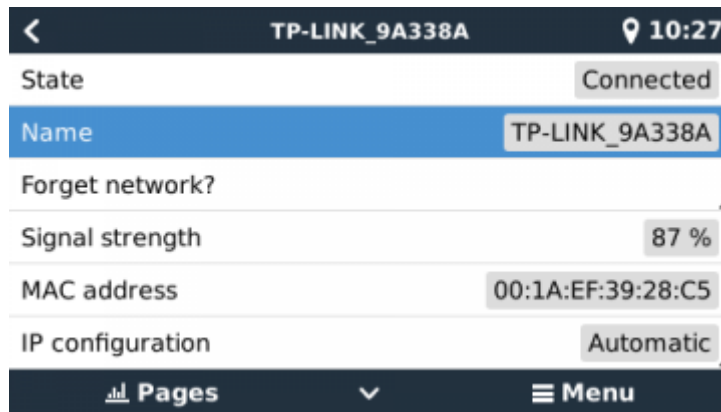 TP-LINK_9A338A 10:27
State Connected
Name TP-LINK_9A338A
Forget network?
Signal strength 87 %
MAC address 00:1A:EF:39:28:C5
IP configuration Automatic
Pages Menu